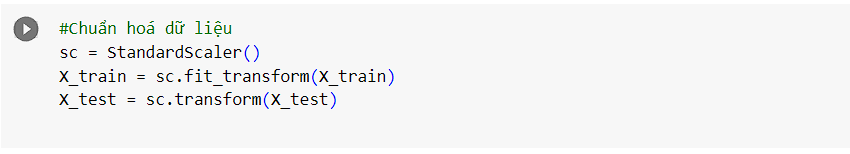 #Chuẩn hoá dữ liệu
sc = StandardScaler()
X_train = sc.fit_transform(X_train)
X_test = sc.transform(X_test)